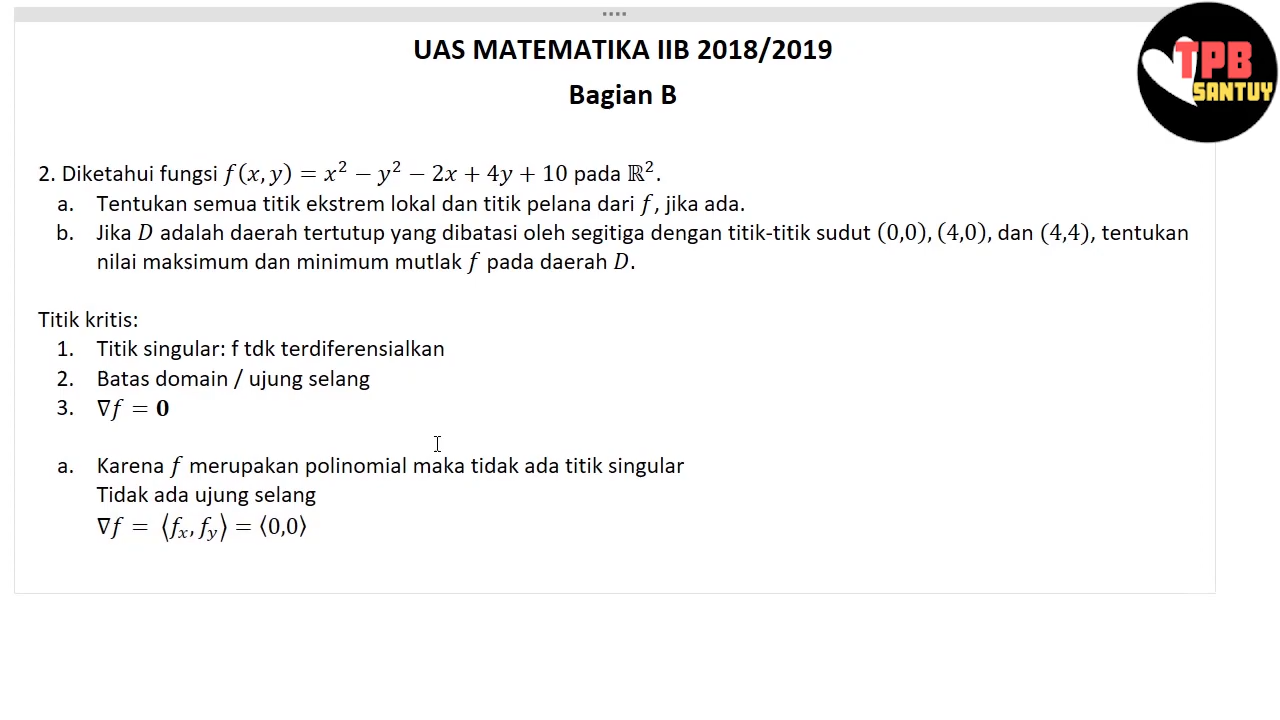 UAS MATEMATIKA IIB 2018/2019
Bagian B
TPB
SANTUY
2. Diketahui fungsi f(x, y) = x² − y² − 2x + 4y + 10 pada ℝ².
a. Tentukan semua titik ekstrem lokal dan titik pelana dari f, jika ada.
b. Jika D adalah daerah tertutup yang dibatasi oleh segitiga dengan titik-titik sudut (0,0), (4,0), dan (4,4), tentukan
nilai maksimum dan minimum mutlak f pada daerah D.
Titik kritis:
1. Titik singular: f tdk terdiferensialkan
2. Batas domain / ujung selang
3. ∇f = 0
a. Karena f merupakan polinomial maka tidak ada titik singular
Tidak ada ujung selang
∇f = ⟨fₓ, f_y⟩ = ⟨0,0⟩